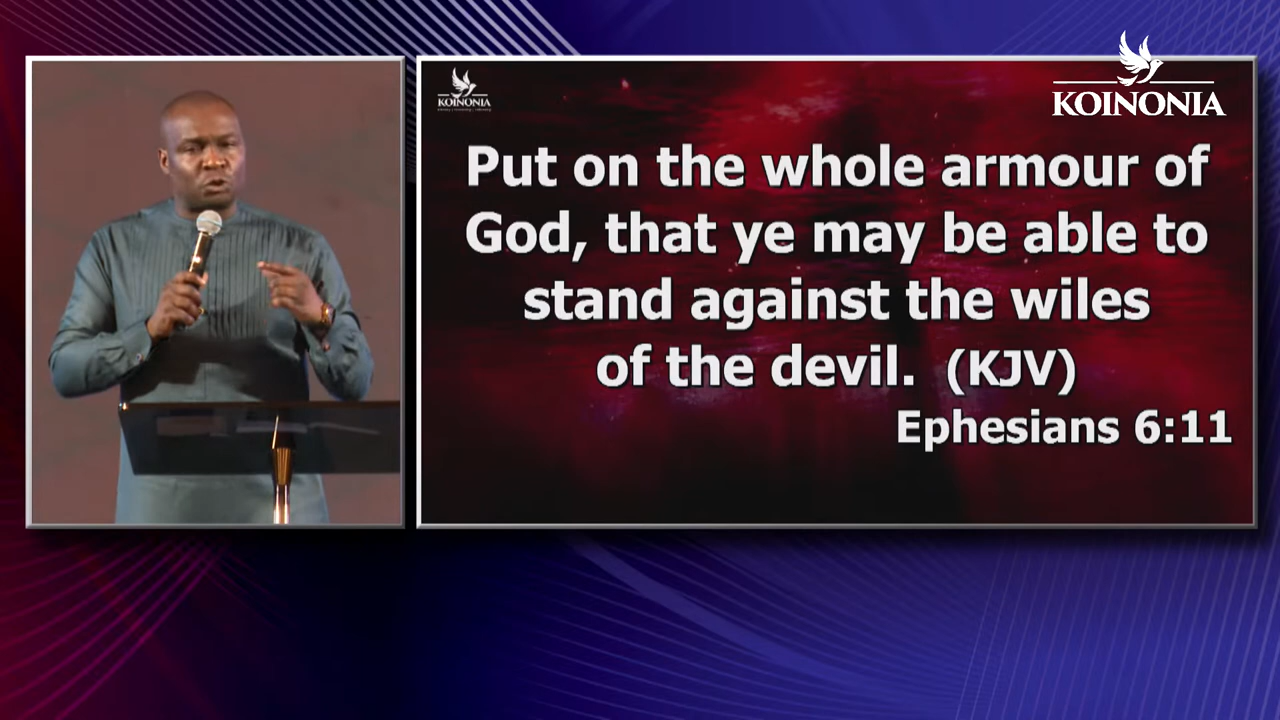 KOINONIA
KOINONIA
Put on the whole armour of
God, that ye may be able to
stand against the wiles
of the devil. (KJV)
Ephesians 6:11